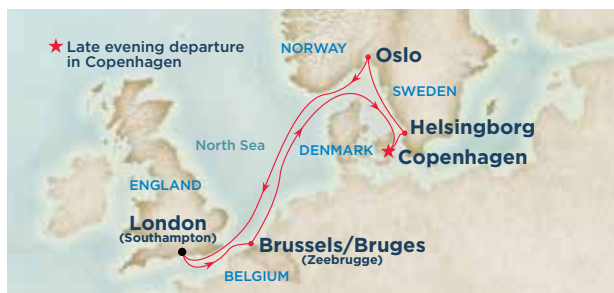 ★ Late evening departure
in Copenhagen
NORWAY
Oslo
SWEDEN
Helsingborg
North Sea
DENMARK
Copenhagen
ENGLAND
London
(Southampton)
Brussels/Bruges
(Zeebrugge)
BELGIUM